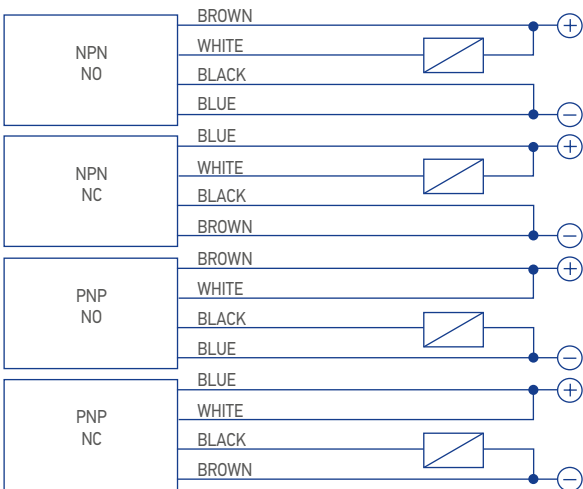 NPN
NO
BROWN
WHITE
BLACK
BLUE
+
−
NPN
NC
BLUE
WHITE
BLACK
BROWN
+
−
PNP
NO
BROWN
WHITE
BLACK
BLUE
+
−
PNP
NC
BLUE
WHITE
BLACK
BROWN
+
−